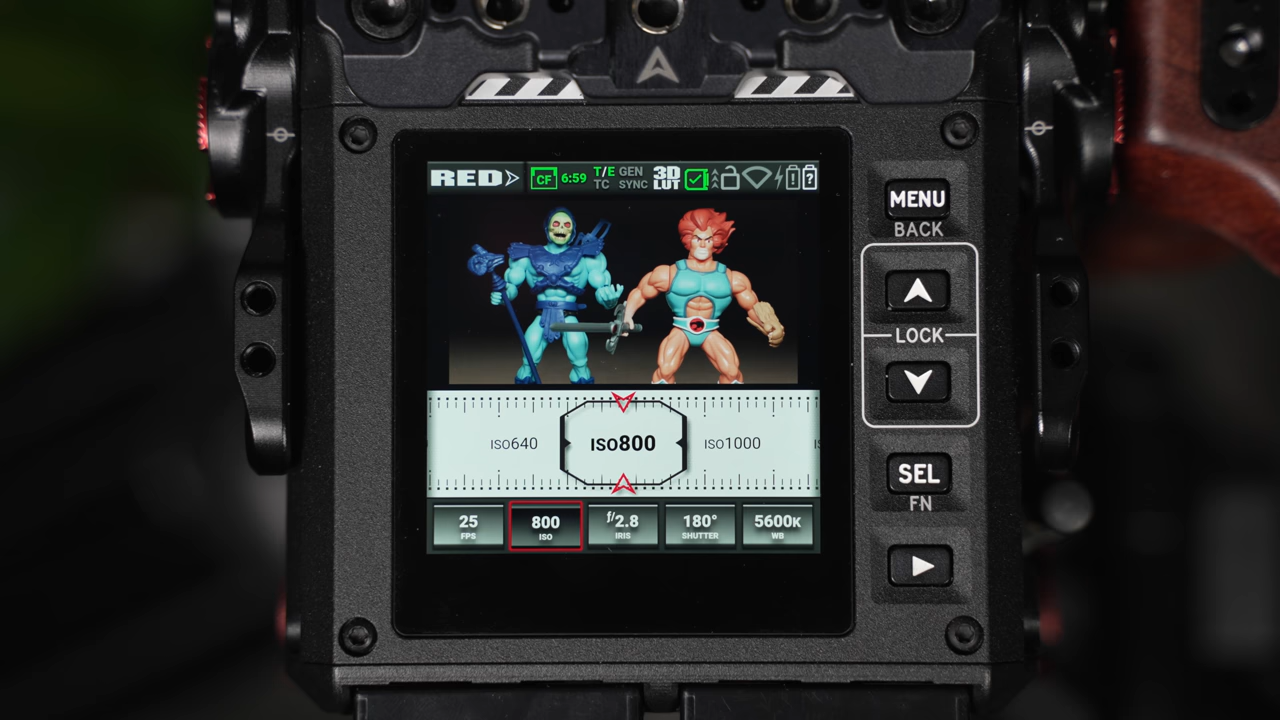 RED CF 6:59 T/E TC GEN SYNC 3D LUT ! ?
MENU
BACK
LOCK
ISO640 ISO800 ISO1000
SEL
FN
25 FPS
800 ISO
f/2.8 IRIS
180° SHUTTER
5600K WB